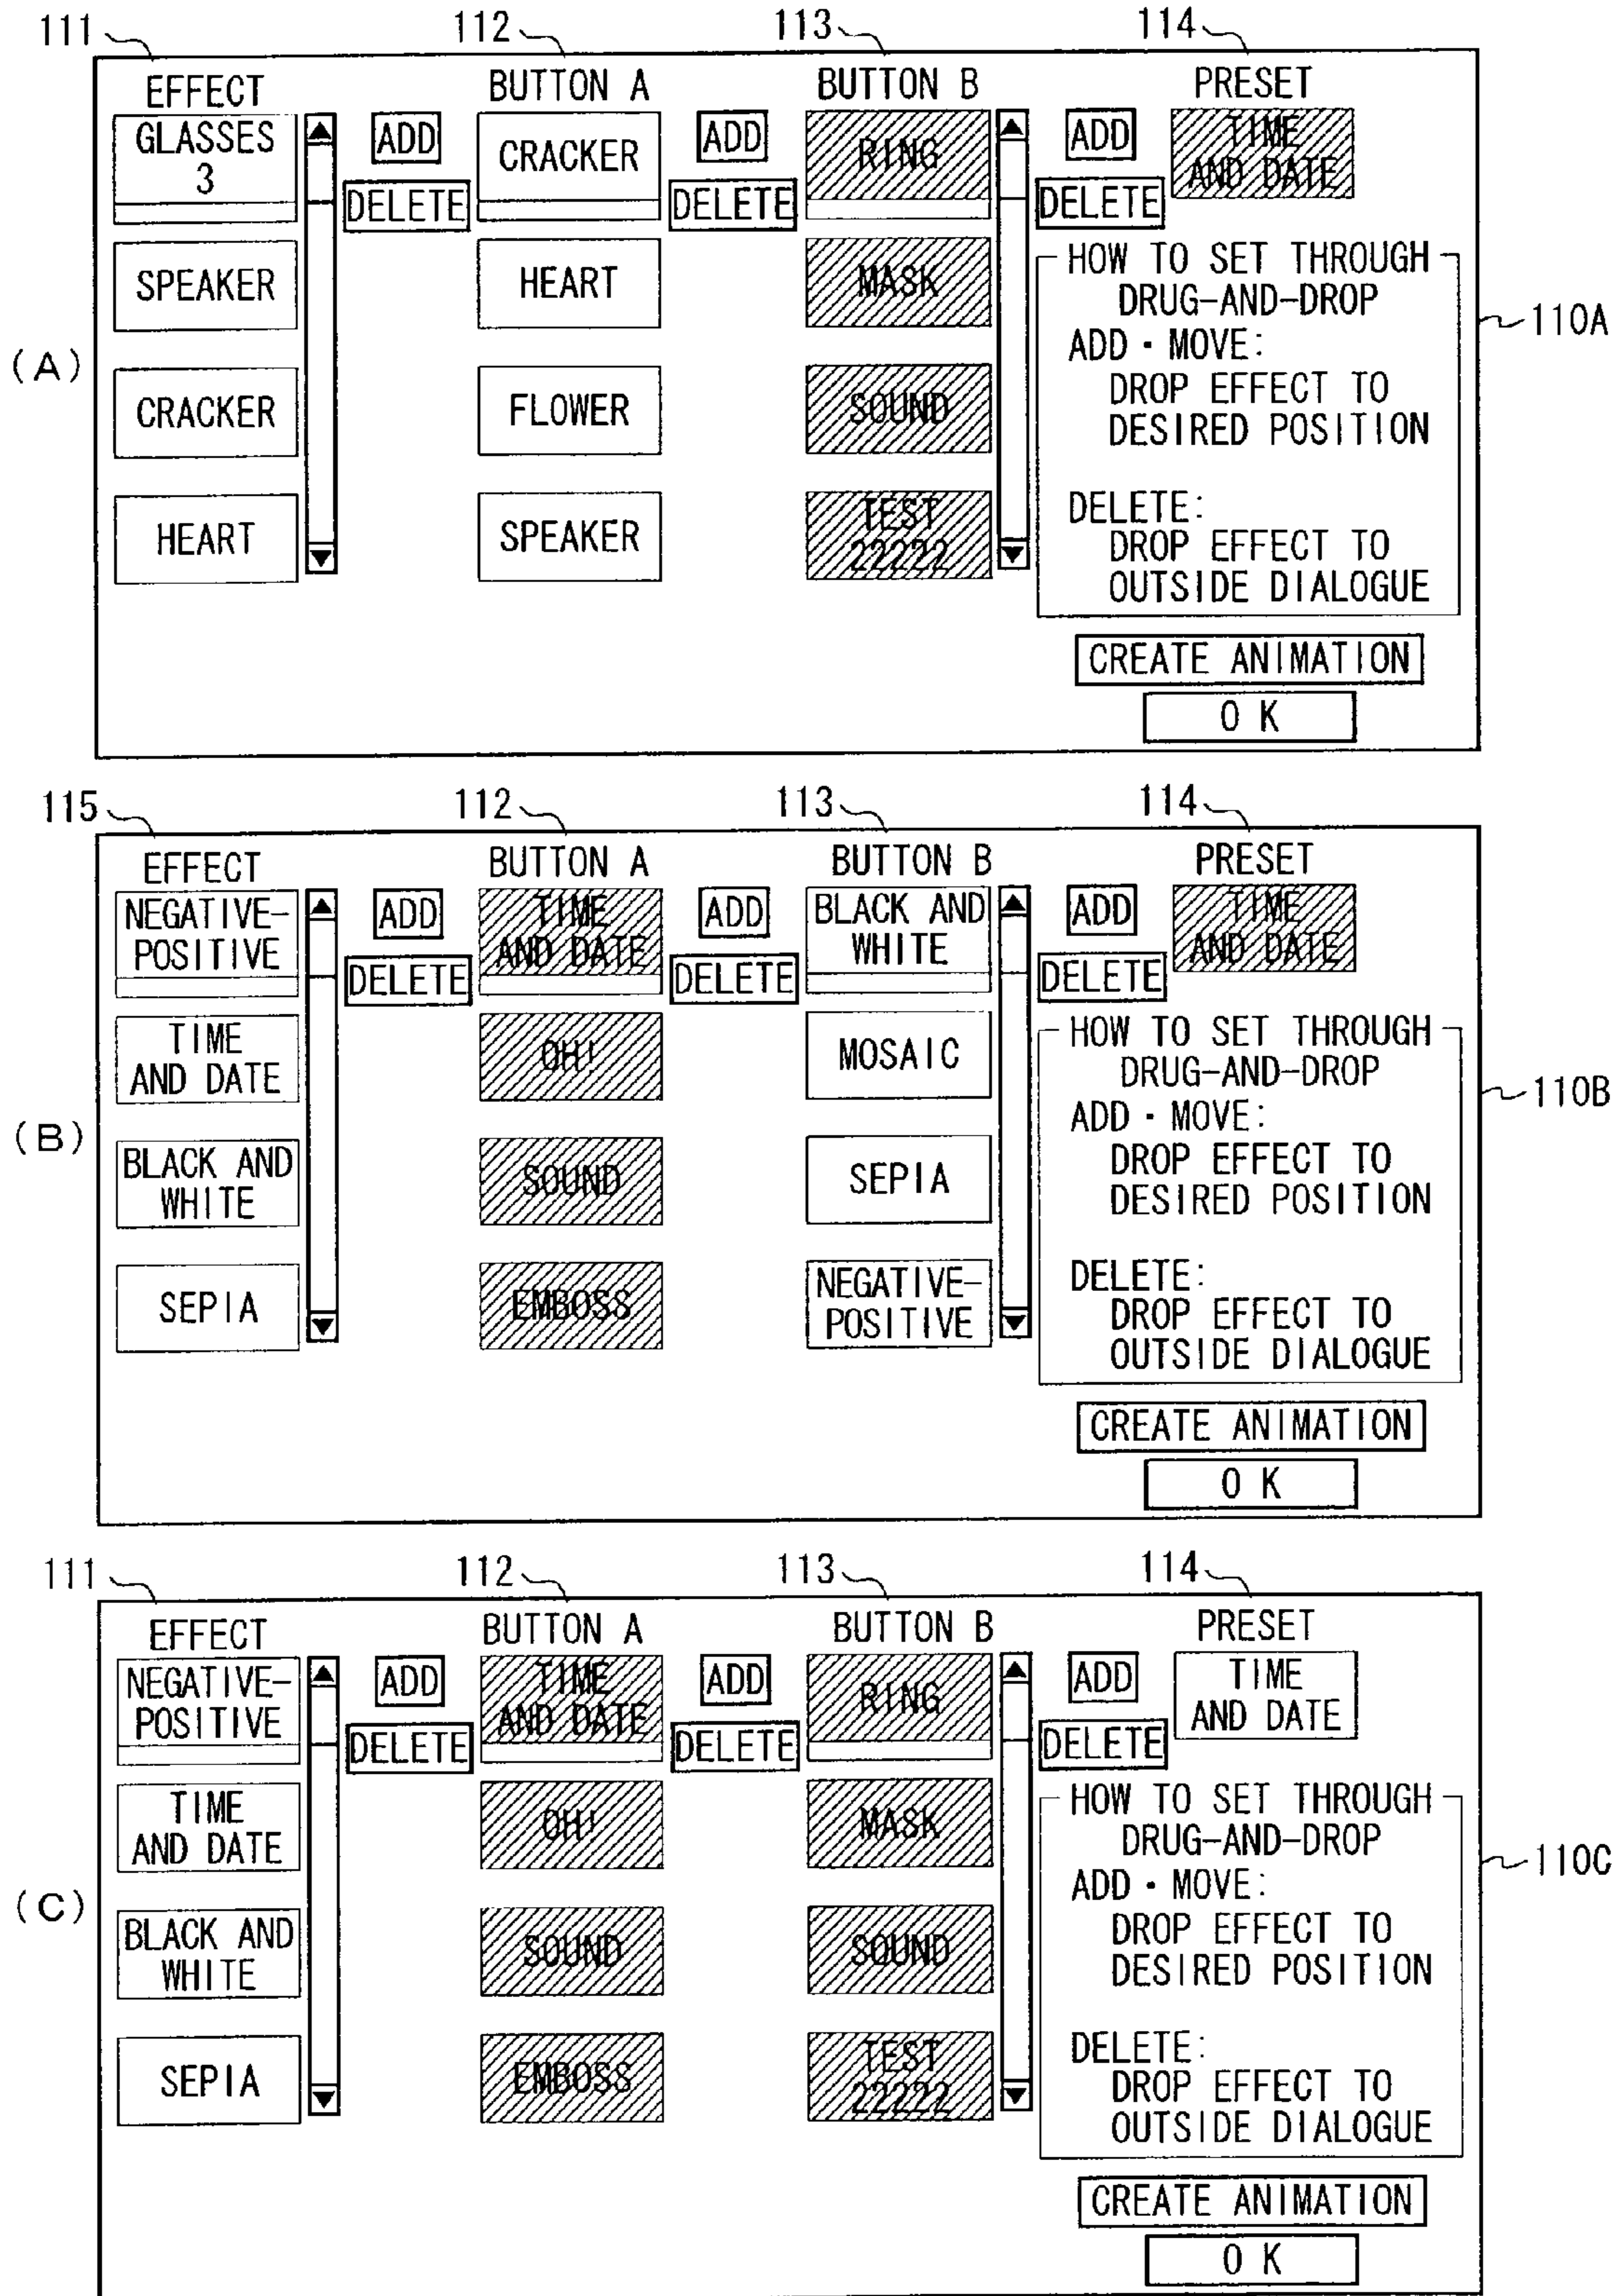 111 112 113 114
EFFECT BUTTON A BUTTON B PRESET
GLASSES
3
ADD
DELETE
CRACKER
ADD
DELETE
RING
ADD
DELETE
TIME
AND DATE
SPEAKER HEART MASK
CRACKER FLOWER SOUND
HEART SPEAKER TEST
22222
HOW TO SET THROUGH
DRUG-AND-DROP
ADD・MOVE:
DROP EFFECT TO
DESIRED POSITION
DELETE:
DROP EFFECT TO
OUTSIDE DIALOGUE
CREATE ANIMATION
OK
110A
(A)
115 112 113 114
EFFECT BUTTON A BUTTON B PRESET
NEGATIVE-
POSITIVE
ADD
DELETE
TIME
AND DATE
ADD
DELETE
BLACK AND
WHITE
ADD
DELETE
TIME
AND DATE
TIME
AND DATE
OH!
MOSAIC
BLACK AND
WHITE
SOUND
SEPIA
SEPIA
EMBOSS
NEGATIVE-
POSITIVE
HOW TO SET THROUGH
DRUG-AND-DROP
ADD・MOVE:
DROP EFFECT TO
DESIRED POSITION
DELETE:
DROP EFFECT TO
OUTSIDE DIALOGUE
CREATE ANIMATION
OK
110B
(B)
111 112 113 114
EFFECT BUTTON A BUTTON B PRESET
NEGATIVE-
POSITIVE
ADD
DELETE
TIME
AND DATE
ADD
DELETE
RING
ADD
DELETE
TIME
AND DATE
TIME
AND DATE
OH!
MASK
BLACK AND
WHITE
SOUND
SOUND
SEPIA
EMBOSS
TEST
22222
HOW TO SET THROUGH
DRUG-AND-DROP
ADD・MOVE:
DROP EFFECT TO
DESIRED POSITION
DELETE:
DROP EFFECT TO
OUTSIDE DIALOGUE
CREATE ANIMATION
OK
110C
(C)